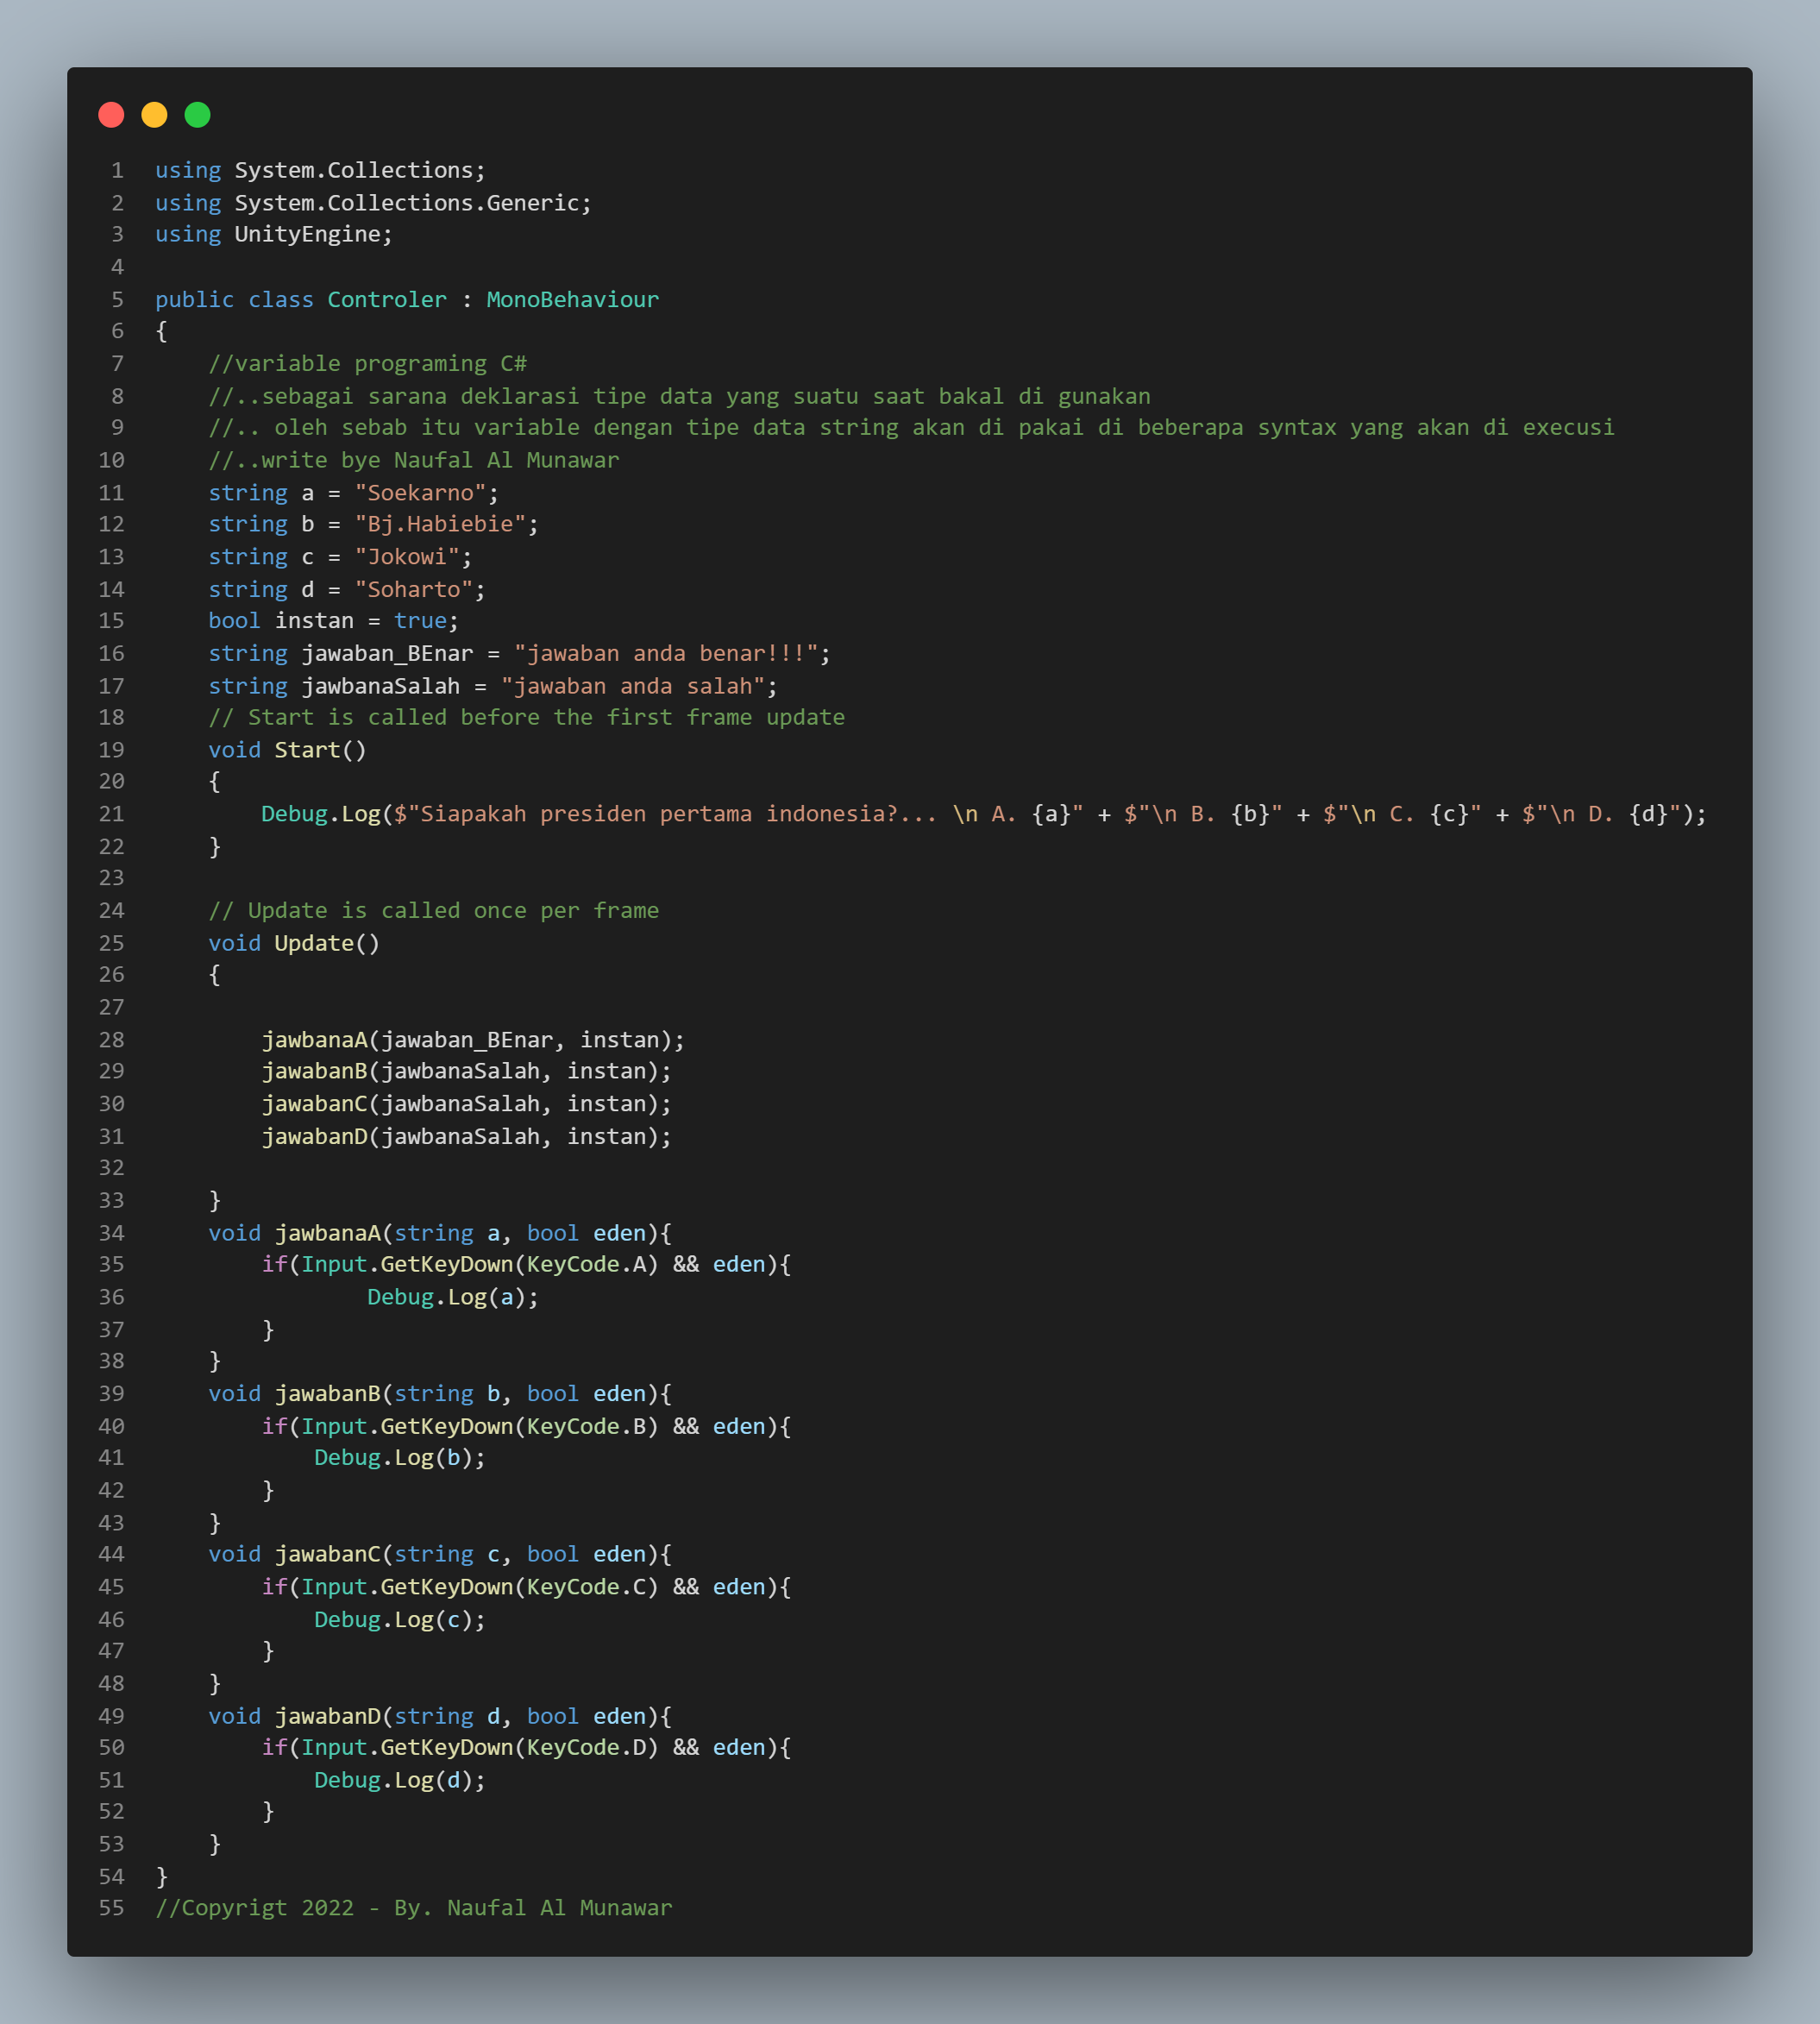 1 using System.Collections;
2 using System.Collections.Generic;
3 using UnityEngine;
4
5 public class Controler : MonoBehaviour
6 {
7     //variable programing C#
8     //..sebagai sarana deklarasi tipe data yang suatu saat bakal di gunakan
9     //.. oleh sebab itu variable dengan tipe data string akan di pakai di beberapa syntax yang akan di execusi
10     //..write bye Naufal Al Munawar
11     string a = "Soekarno";
12     string b = "Bj.Habiebie";
13     string c = "Jokowi";
14     string d = "Soharto";
15     bool instan = true;
16     string jawaban_BEnar = "jawaban anda benar!!!";
17     string jawbanaSalah = "jawaban anda salah";
18     // Start is called before the first frame update
19     void Start()
20     {
21         Debug.Log($"Siapakah presiden pertama indonesia?... \n A. {a}" + $"\n B. {b}" + $"\n C. {c}" + $"\n D. {d}");
22     }
23
24     // Update is called once per frame
25     void Update()
26     {
27
28         jawbanaA(jawaban_BEnar, instan);
29         jawabanB(jawbanaSalah, instan);
30         jawabanC(jawbanaSalah, instan);
31         jawabanD(jawbanaSalah, instan);
32
33     }
34     void jawbanaA(string a, bool eden){
35         if(Input.GetKeyDown(KeyCode.A) && eden){
36                 Debug.Log(a);
37         }
38     }
39     void jawabanB(string b, bool eden){
40         if(Input.GetKeyDown(KeyCode.B) && eden){
41             Debug.Log(b);
42         }
43     }
44     void jawabanC(string c, bool eden){
45         if(Input.GetKeyDown(KeyCode.C) && eden){
46             Debug.Log(c);
47         }
48     }
49     void jawabanD(string d, bool eden){
50         if(Input.GetKeyDown(KeyCode.D) && eden){
51             Debug.Log(d);
52         }
53     }
54 }
55 //Copyrigt 2022 - By. Naufal Al Munawar